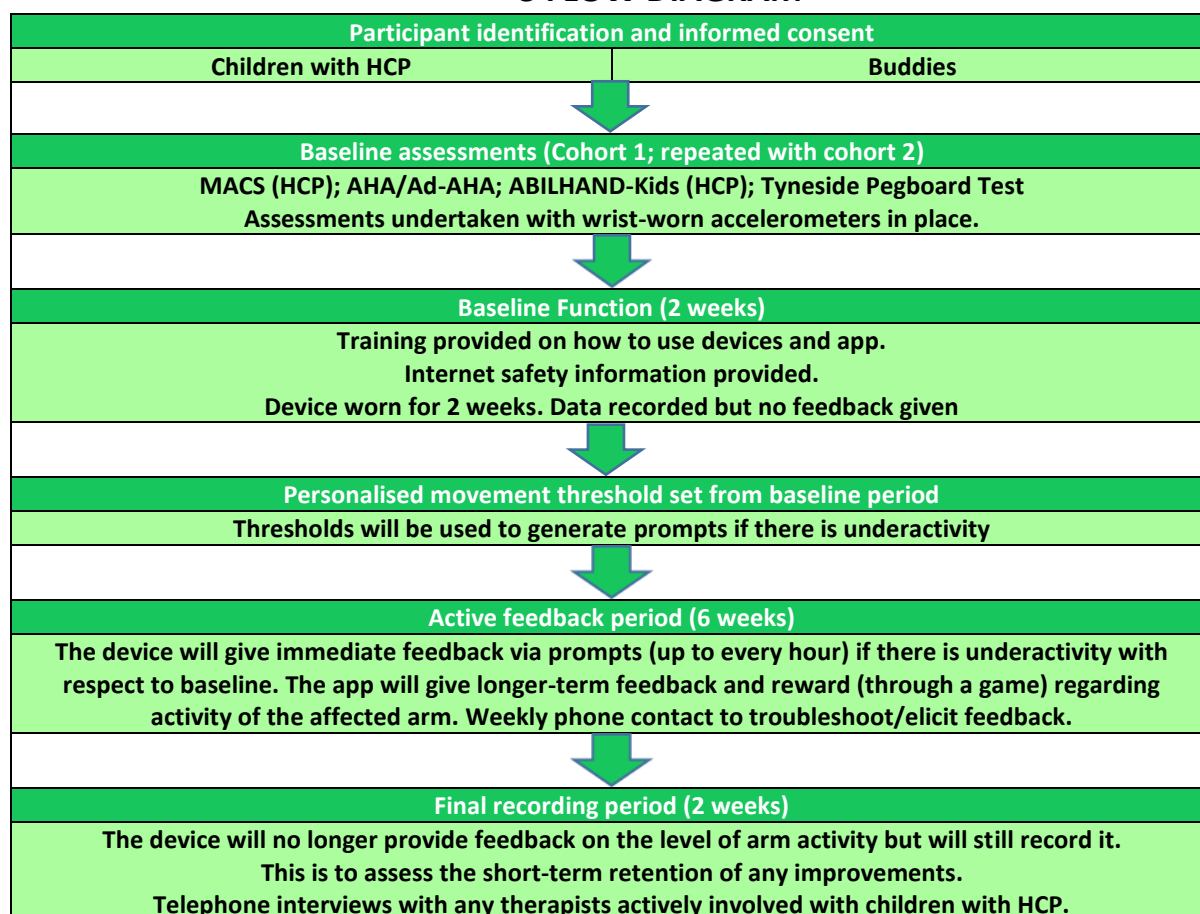 Participant identification and informed consent
Children with HCP
Buddies
Baseline assessments (Cohort 1; repeated with cohort 2)
MACS (HCP); AHA/Ad-AHA; ABILHAND-Kids (HCP); Tyneside Pegboard Test
Assessments undertaken with wrist-worn accelerometers in place.
Baseline Function (2 weeks)
Training provided on how to use devices and app.
Internet safety information provided.
Device worn for 2 weeks. Data recorded but no feedback given
Personalised movement threshold set from baseline period
Thresholds will be used to generate prompts if there is underactivity
Active feedback period (6 weeks)
The device will give immediate feedback via prompts (up to every hour) if there is underactivity with
respect to baseline. The app will give longer-term feedback and reward (through a game) regarding
activity of the affected arm. Weekly phone contact to troubleshoot/elicit feedback.
Final recording period (2 weeks)
The device will no longer provide feedback on the level of arm activity but will still record it.
This is to assess the short-term retention of any improvements.
Telephone interviews with any therapists actively involved with children with HCP.